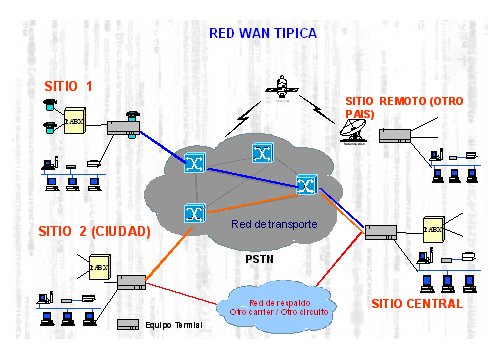 RED WAN TIPICA
SITIO 1
PABX
SITIO REMOTO (OTRO
PAIS)
Red de transporte
SITIO 2 (CIUDAD)
PABX
PSTN
PABX
SITIO CENTRAL
Red de respaldo
Otro carrier / Otro circuito
Equipo Termial